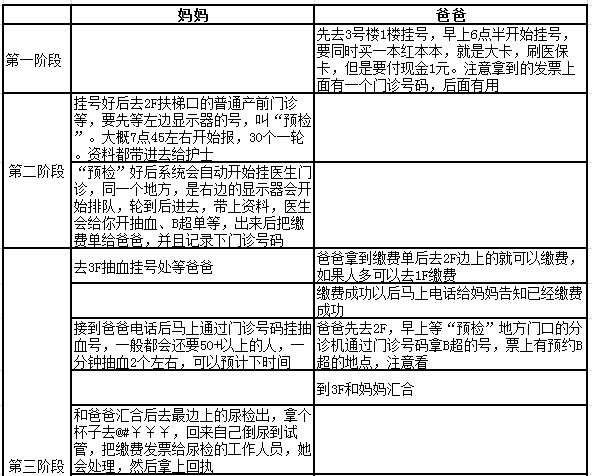 妈妈
爸爸
第一阶段
先去3号楼1楼挂号，早上6点半开始挂号，
要同时买一本红本本，就是大卡，刷医保
卡，但是要付现金1元。注意拿到的发票上
面有一个门诊号码，后面有用
第二阶段
挂号好后去2F扶梯口的普通产前门诊
等，要先等左边显示器的号，叫“预检
”。大概7点45左右开始报，30个一轮
。资料都带进去给护士
“预检”好后系统会自动开始挂医生门
诊，同一个地方，是右边的显示器会开
始排队，轮到后进去，带上资料，医生
会给你开抽血、B超单等，出来后把缴
费单给爸爸，并且记录下门诊号码
第三阶段
去3F抽血挂号处等爸爸
爸爸拿到缴费单后去2F边上的就可以缴费，
如果人多可以去1F缴费
缴费成功以后马上电话给妈妈告知已经缴费
成功
接到爸爸电话后马上通过门诊号码挂抽
血号，一般都会还要50+以上的人，一
分钟抽血2个左右，可以预计下时间
爸爸先去2F，早上等“预检”地方门口的分
诊机通过门诊号码拿B超的号，票上有预约B
超的地点，注意看
到3F和妈妈汇合
和爸爸汇合后去最边上的尿检出，拿个
杯子去@#￥￥￥，回来自己倒尿到试
管，把缴费发票给尿检的工作人员，她
会处理，然后拿上回执